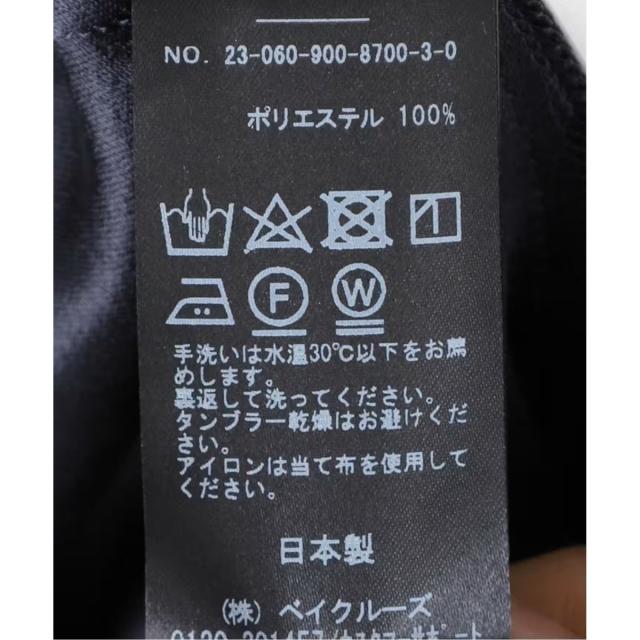 NO. 23-060-900-8700-3-0
ポリエステル 100%
F
W
手洗いは水温30℃以下をお薦
めします。
裏返して洗ってください。
タンブラー乾燥はお避けくだ
さい。
アイロンは当て布を使用して
ください。
日本製
(株) ベイクルーズ